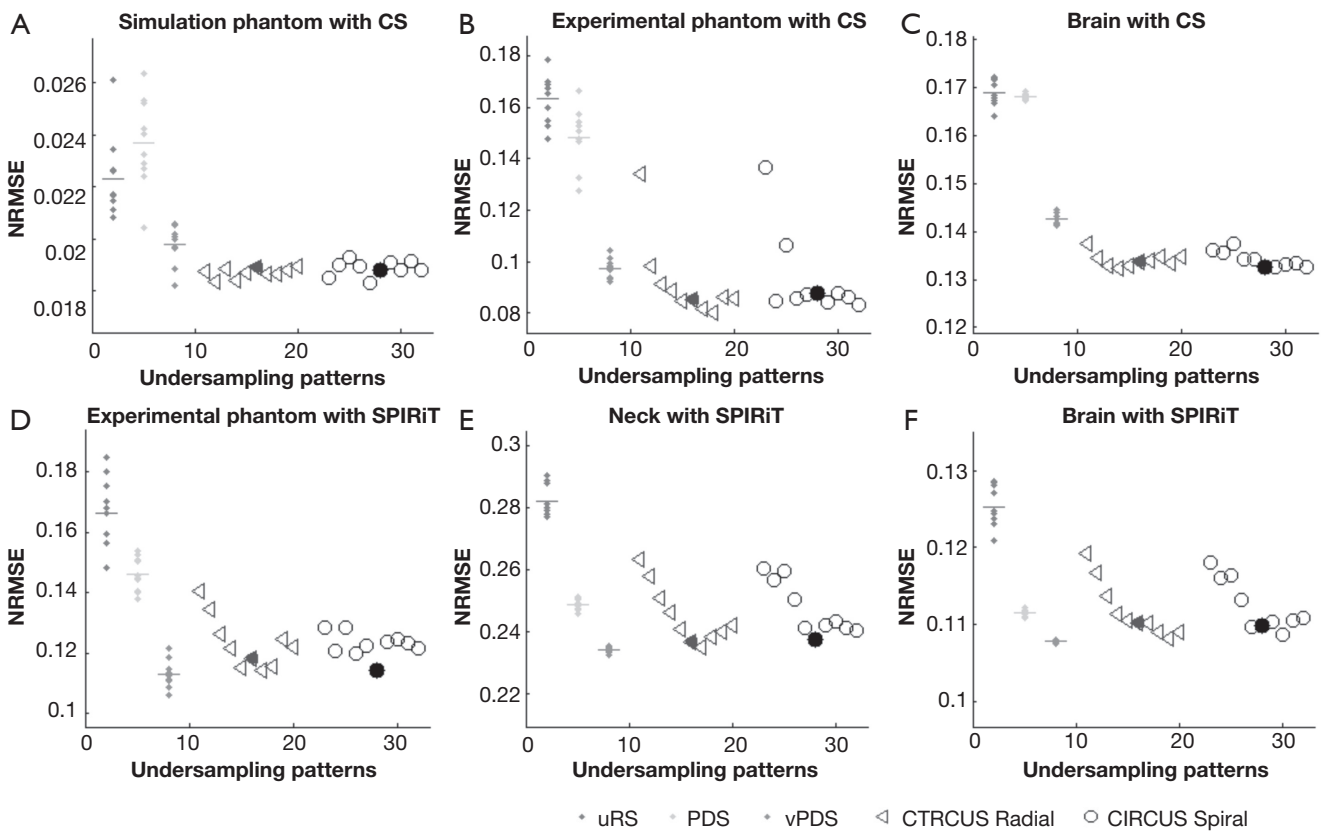 A Simulation phantom with CS
NRMSE
0.026
0.024
0.022
0.02
0.018
0 10 20 30
Undersampling patterns
B Experimental phantom with CS
NRMSE
0.18
0.16
0.14
0.12
0.1
0.08
0 10 20 30
Undersampling patterns
C Brain with CS
NRMSE
0.18
0.17
0.16
0.15
0.14
0.13
0.12
0 10 20 30
Undersampling patterns
D Experimental phantom with SPIRiT
NRMSE
0.18
0.16
0.14
0.12
0.1
0 10 20 30
Undersampling patterns
E Neck with SPIRiT
NRMSE
0.3
0.28
0.26
0.24
0.22
0 10 20 30
Undersampling patterns
F Brain with SPIRiT
NRMSE
0.13
0.12
0.11
0.1
0 10 20 30
Undersampling patterns
uRS PDS vPDS CTRCUS Radial CIRCUS Spiral